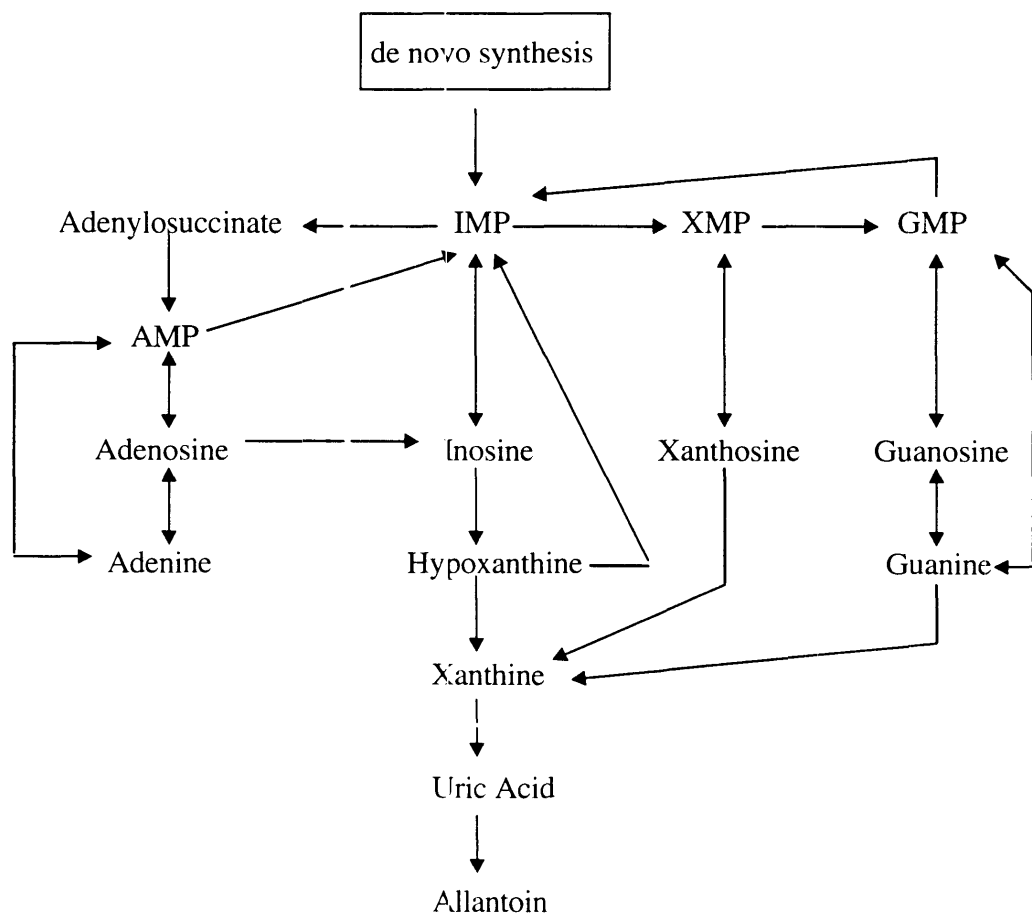 de novo synthesis
Adenylosuccinate IMP XMP GMP
AMP
Adenosine Inosine Xanthosine Guanosine
Adenine Hypoxanthine Guanine
Xanthine
Uric Acid
Allantoin